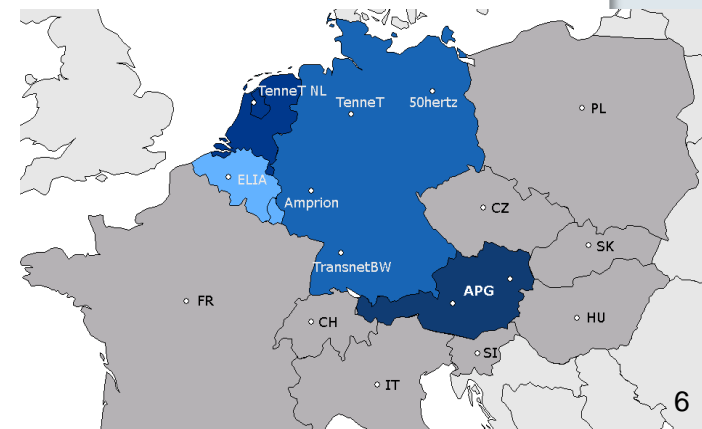 TenneT NL
TenneT
50hertz
PL
ELIA
Amprion
CZ
SK
TransnetBW
APG
FR
CH
HU
SI
IT
6